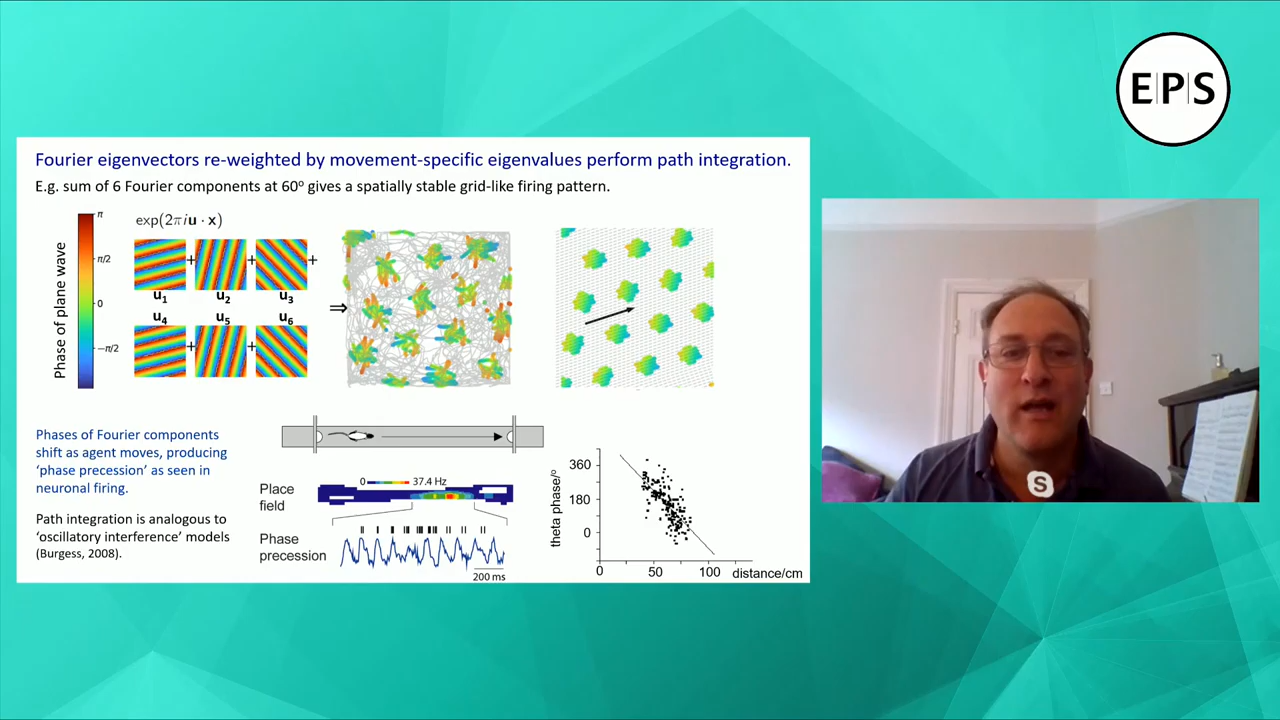 E|P|S
Fourier eigenvectors re-weighted by movement-specific eigenvalues perform path integration.
E.g. sum of 6 Fourier components at 60º gives a spatially stable grid-like firing pattern.
Phase of plane wave
π
π/2
0
−π/2
exp(2πiu · x)
+ + +
u1 u2 u3
u4 u5 u6
+ +
⇒
Phases of Fourier components
shift as agent moves, producing
‘phase precession’ as seen in
neuronal firing.
Path integration is analogous to
‘oscillatory interference’ models
(Burgess, 2008).
0 37.4 Hz
Place
field
Phase
precession
200 ms
theta phase/º
360
180
0
0 50 100 distance/cm
S